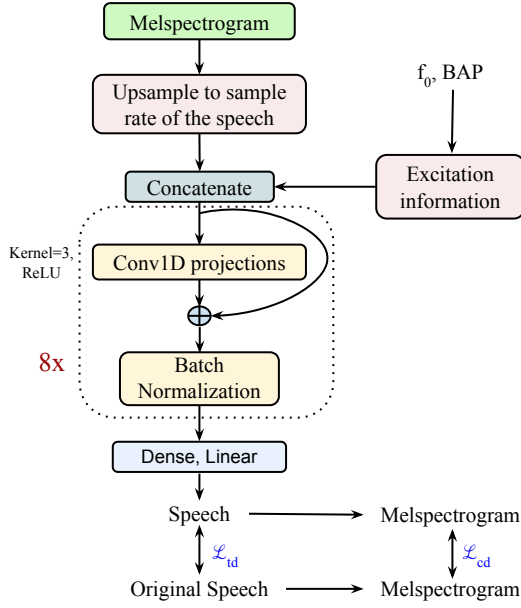 Melspectrogram
Upsample to sample
rate of the speech
f₀, BAP
Excitation
information
Concatenate
Kernel=3,
ReLU
Conv1D projections
8x
Batch
Normalization
Dense, Linear
Speech
Melspectrogram
ℒtd
ℒcd
Original Speech
Melspectrogram